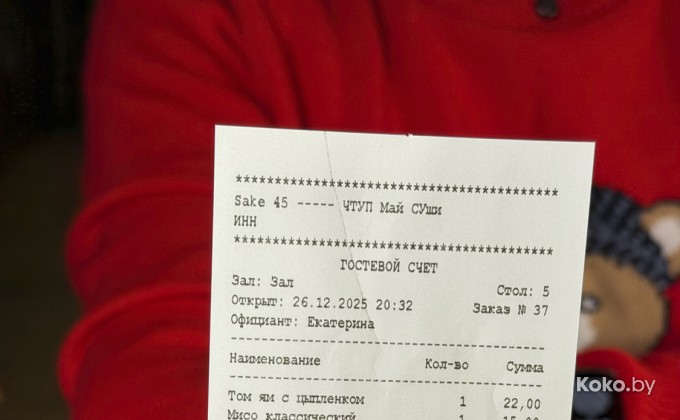 ****************************************
Sake 45 ----- ЧТУП Май СУши
ИНН
****************************************
ГОСТЕВОЙ СЧЕТ
Зал: Зал Стол: 5
Открыт: 26.12.2025 20:32 Заказ № 37
Официант: Екатерина
----------------------------------------
Наименование Кол-во Сумма
----------------------------------------
Том ям с цыпленком 1 22,00
Мисо классический 1 15,00
Koko.by